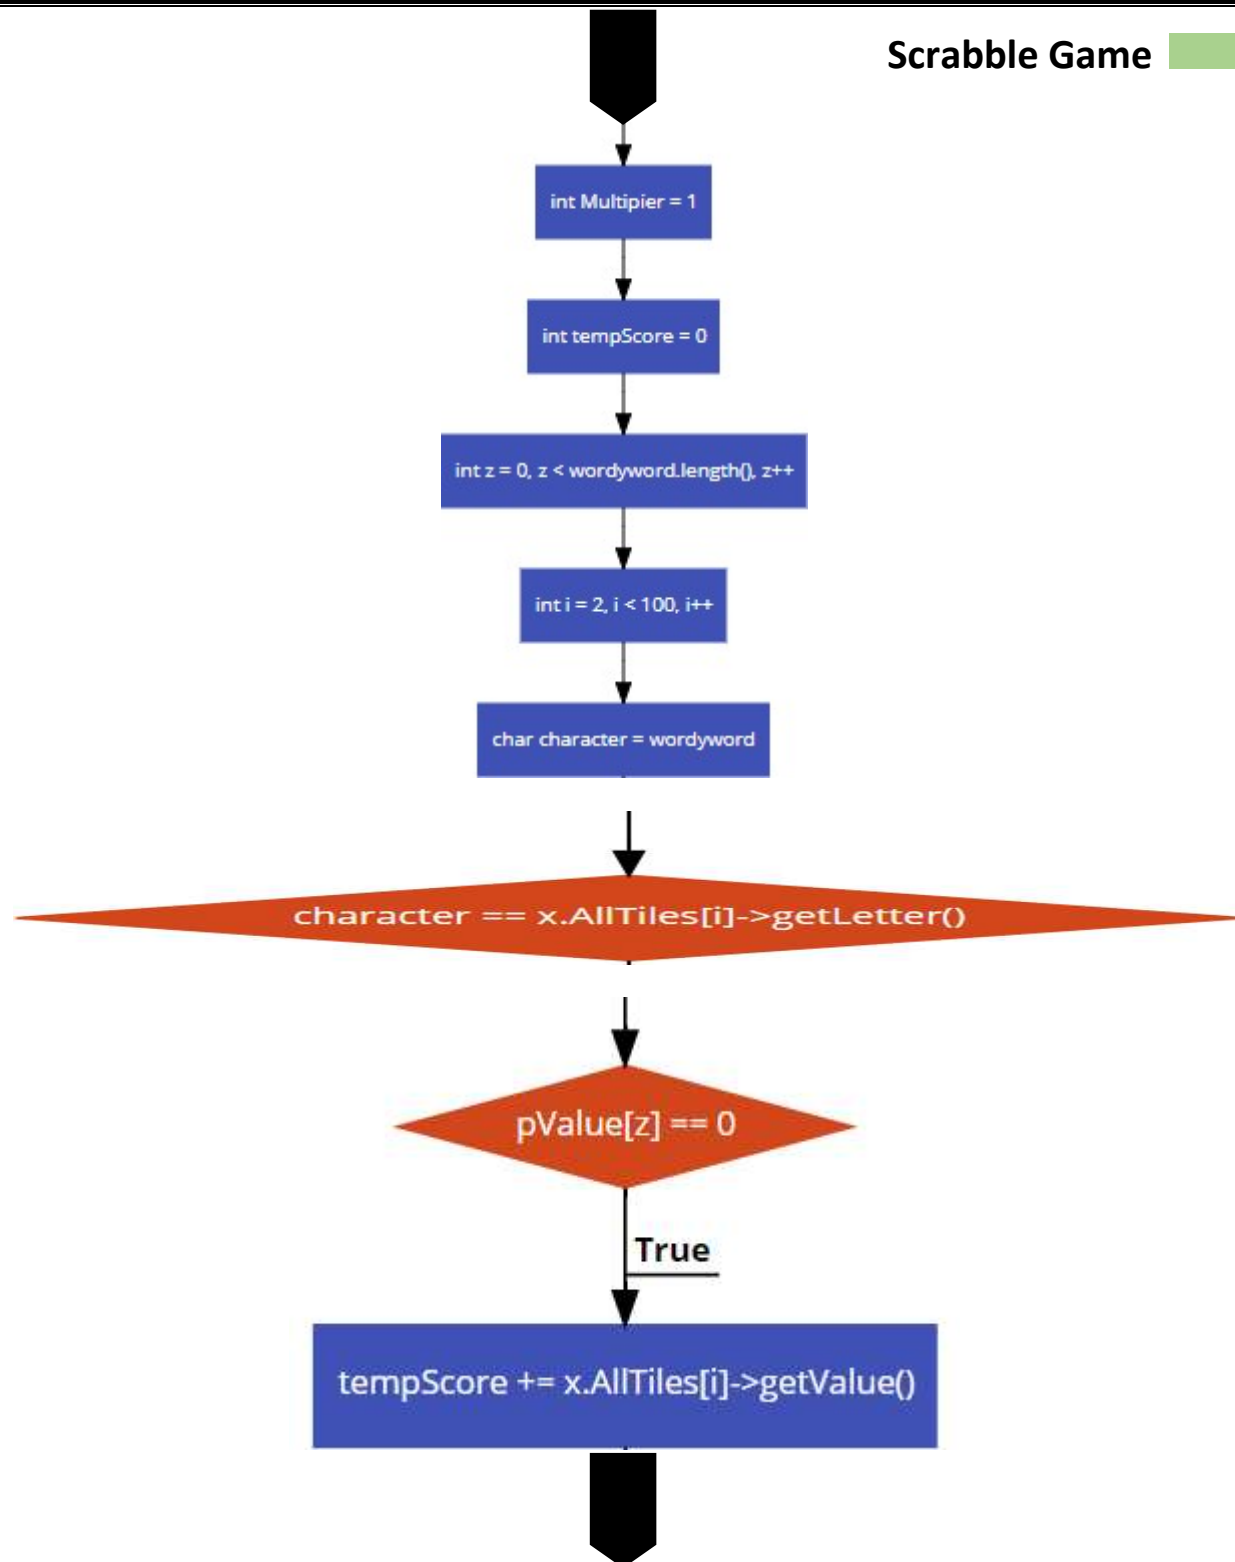 Scrabble Game
int Multipier = 1
int tempScore = 0
int z = 0, z < wordyword.length(), z++
int i = 2, i < 100, i++
char character = wordyword
character == x.AllTiles[i]->getLetter()
pValue[z] == 0
True
tempScore += x.AllTiles[i]->getValue()